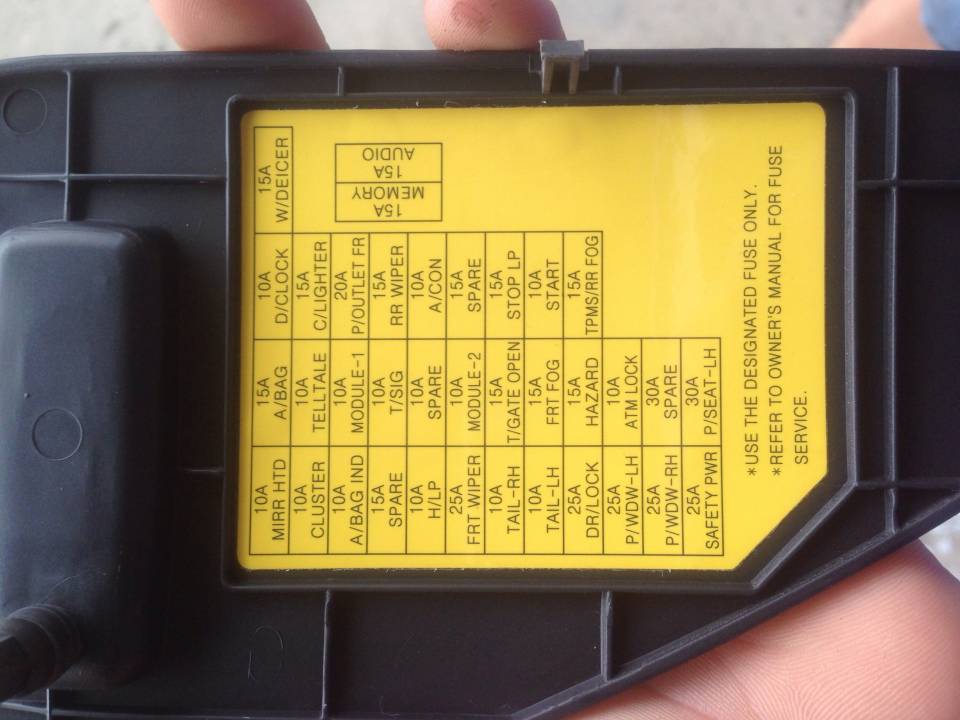 10A 15A 10A 15A
MIRR HTD A/BAG D/CLOCK W/DEICER
10A 10A 15A
CLUSTER TELLTALE C/LIGHTER
10A 10A 20A
A/BAG IND MODULE-1 P/OUTLET FR
15A 10A 15A
SPARE T/SIG RR WIPER
10A 10A 10A
H/LP SPARE A/CON
25A 10A 15A
FRT WIPER MODULE-2 SPARE
10A 15A 15A
TAIL-RH T/GATE OPEN STOP LP
10A 15A 10A
TAIL-LH FRT FOG START
25A 15A 15A
DR/LOCK HAZARD TPMS/RR FOG
25A 10A
P/WDW-LH ATM LOCK
25A 30A
P/WDW-RH SPARE
25A 30A
SAFETY PWR P/SEAT-LH
15A
MEMORY
15A
AUDIO
*USE THE DESIGNATED FUSE ONLY.
*REFER TO OWNER'S MANUAL FOR FUSE
SERVICE.